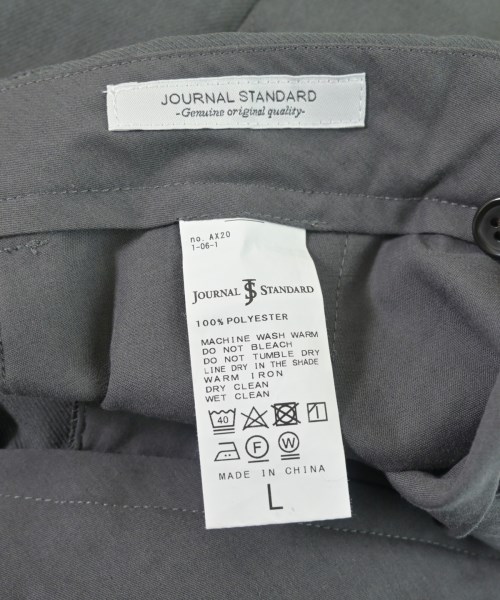 JOURNAL STANDARD
-Genuine original quality-
no. AX20
1-06-1
JOURNAL JS STANDARD
100% POLYESTER
MACHINE WASH WARM
DO NOT BLEACH
DO NOT TUMBLE DRY
LINE DRY IN THE SHADE
WARM IRON
DRY CLEAN
WET CLEAN
40
F W
MADE IN CHINA
L